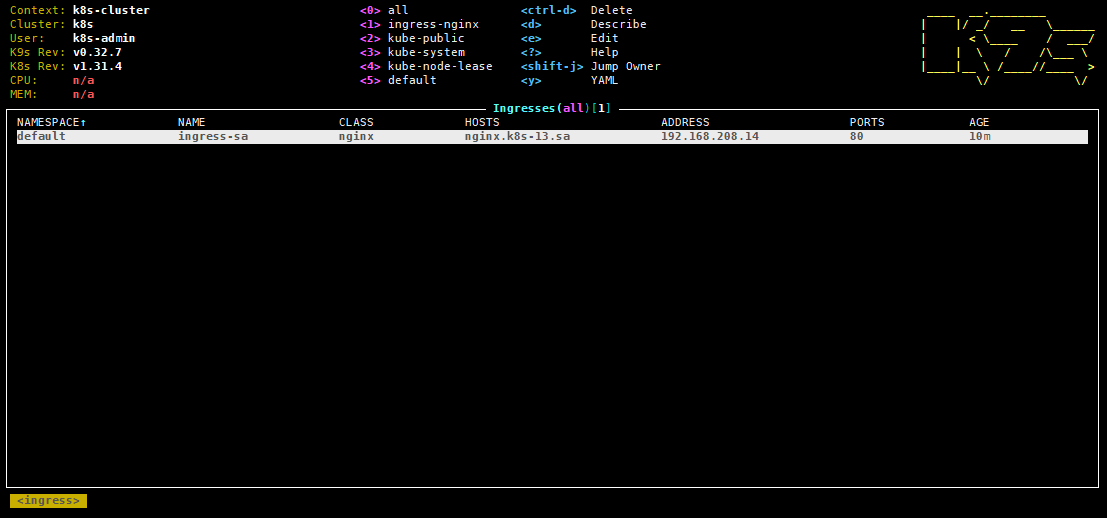 Context: k8s-cluster <0> all <ctrl-d> Delete
Cluster: k8s <1> ingress-nginx <d> Describe
User: k8s-admin <2> kube-public <e> Edit
K9s Rev: v0.32.7 <3> kube-system <?> Help
K8s Rev: v1.31.4 <4> kube-node-lease <shift-j> Jump Owner
CPU: n/a <5> default <y> YAML
MEM: n/a
Ingresses(all)[1]
NAMESPACE↑ NAME CLASS HOSTS ADDRESS PORTS AGE
default ingress-sa nginx nginx.k8s-13.sa 192.168.208.14 80 10m
<ingress>